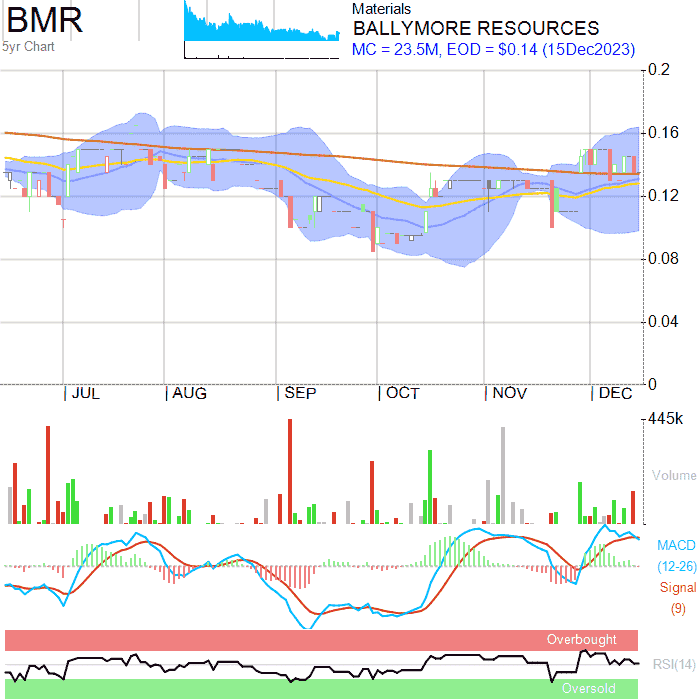 BMR
5yr Chart
Materials
BALLYMORE RESOURCES
MC = 23.5M, EOD = $0.14 (15Dec2023)
0.2
0.16
0.12
0.08
0.04
0
JUL AUG SEP OCT NOV DEC
445k
Volume
MACD
(12-26)
Signal
(9)
Overbought
RSI(14)
Oversold